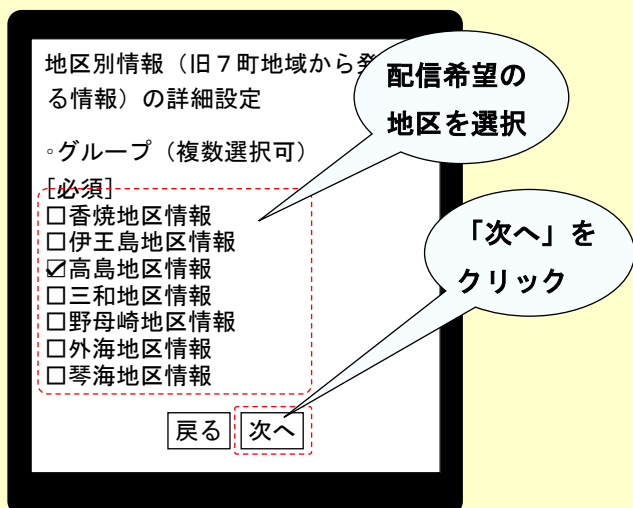 地区別情報（旧７町地域から発
る情報）の詳細設定
◦グループ（複数選択可）
[必須]
□香焼地区情報
□伊王島地区情報
☑高島地区情報
□三和地区情報
□野母崎地区情報
□外海地区情報
□琴海地区情報
戻る 次へ
配信希望の
地区を選択
「次へ」を
クリック